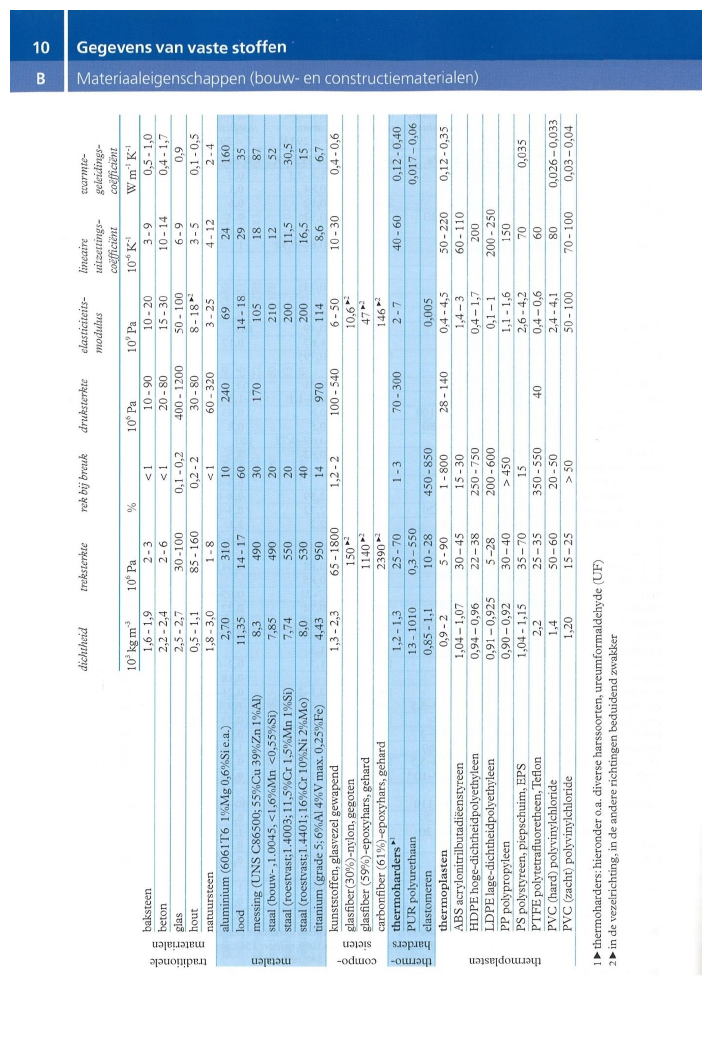 10 Gegevens van vaste stoffen
B Materiaaleigenschappen (bouw- en constructiematerialen)
dichtheid treksterkte rek bij breuk druksterkte elasticiteits-modulus lineaire uitzettings-coëfficiënt warmte-geleidings-coëfficiënt
10³ kg m⁻³ 10⁶ Pa % 10⁶ Pa 10⁹ Pa 10⁻⁶ K⁻¹ W m⁻¹ K⁻¹
traditionele materialen
baksteen 1,6 - 1,9 2 - 3 < 1 10 - 90 10 - 20 3 - 9 0,5 - 1,0
beton 2,2 - 2,4 2 - 6 < 1 20 - 80 15 - 30 10 - 14 0,4 - 1,7
glas 2,5 - 2,7 30 -100 0,1 - 0,2 400 - 1200 50 - 100 6 - 9 0,9
hout 0,5 - 1,1 85 -160 0,2 - 2 30 - 80 8 - 18 ▸2 3 - 5 0,1 - 0,5
natuursteen 1,8 - 3,0 1 - 8 < 1 60 - 320 3 - 25 4 - 12 2 - 4
metalen
aluminium (6061T6 1%Mg 0,6%Si e.a.) 2,70 310 10 240 69 24 160
lood 11,35 14 - 17 60 14 - 18 29 35
messing (UNS C86500; 55%Cu 39%Zn 1%Al) 8,3 490 30 170 105 18 87
staal (bouw- ,1.0045, <1,6%Mn <0,55%Si) 7,85 490 20 210 12 52
staal (roestvast;1.4003; 11,5%Cr 1,5%Mn 1%Si) 7,74 550 20 200 11,5 30,5
staal (roestvast;1.4401; 16%Cr 10%Ni 2%Mo) 8,0 530 40 200 16,5 15
titanium (grade 5; 6%Al 4%V max. 0,25%Fe) 4,43 950 14 970 114 8,6 6,7
compo-sieten
kunststoffen, glasvezel gewapend 1,3 - 2,3 65 -1800 1,2 - 2 100 - 540 6 - 50 10 - 30 0,4 - 0,6
glasfiber(30%)-nylon, gegoten 150 ▸2 10,6 ▸2
glasfiber (59%)-epoxyhars, gehard 1140 ▸2 47 ▸2
carbonfiber (61%)-epoxyhars, gehard 2390 ▸2 146 ▸2
thermo-harders
thermoharders ▸1 1,2 - 1,3 25 - 70 1 - 3 70 - 300 2 - 7 40 - 60 0,12 - 0,40
PUR polyurethaan 13 - 1010 0,3 – 550 0,017 – 0,06
elastomeren 0,85 - 1,1 10 - 28 450 - 850 0,005
thermoplasten
thermoplasten 0,9 - 2 5 - 90 1 - 800 28 - 140 0,4 - 4,5 50 - 220 0,12 - 0,35
ABS acrylonitrilbutadiëenstyreen 1,04 – 1,07 30 – 45 15 - 30 1,4 – 3 60 - 110
HDPE hoge-dichtheidpolyethyleen 0,94 – 0,96 22 – 38 250 - 750 0,4 – 1,7 200
LDPE lage-dichtheidpolyethyleen 0,91 – 0,925 5 –28 200 - 600 0,1 – 1 200 - 250
PP polypropyleen 0,90 – 0,92 30 – 40 > 450 1,1 - 1,6 150
PS polystyreen, piepschuim, EPS 1,04 – 1,15 35 – 70 15 2,6 - 4,2 70 0,035
PTFE polytetrafluoretheen, Teflon 2,2 25 – 35 350 - 550 40 0,4 – 0,6 60
PVC (hard) polyvinylchloride 1,4 50 – 60 20 - 50 2,4 - 4,1 80 0,026 – 0,033
PVC (zacht) polyvinylchloride 1,20 15 – 25 > 50 50 - 100 70 - 100 0,03 – 0,04
1 ▸ thermoharders: hieronder o.a. diverse harssoorten, ureumformaldehyde (UF)
2 ▸ in de vezelrichting, in de andere richtingen beduidend zwakker